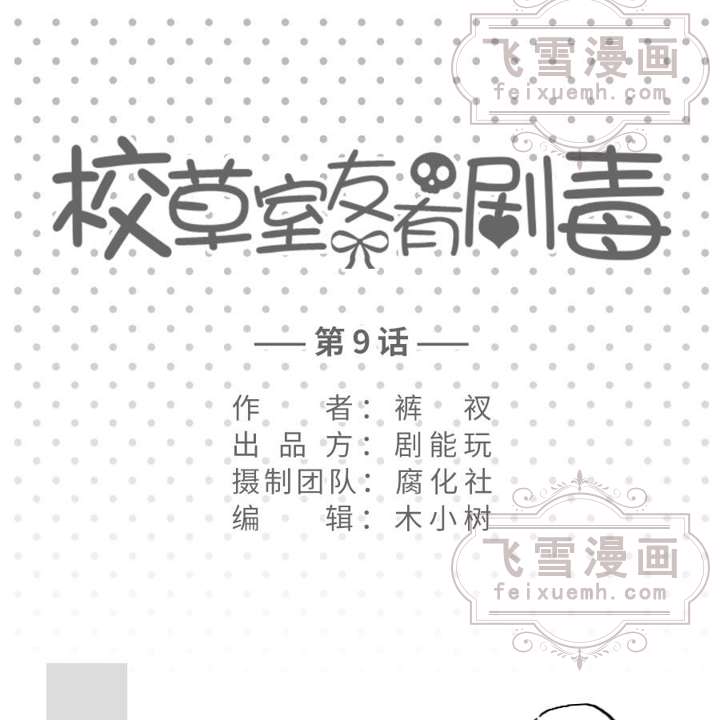 飞雪漫画
feixuemh.com
校草室友有剧毒
第9话
作者：裤衩
出品方：剧能玩
摄制团队：腐化社
编辑：木小树
飞雪漫画
feixuemh.com